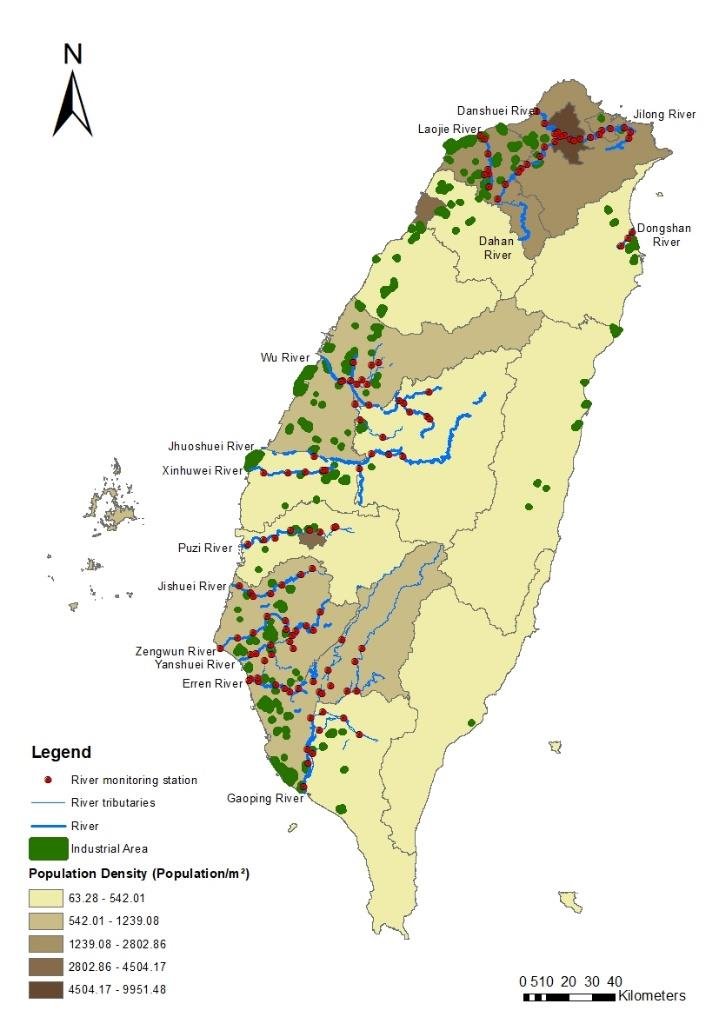 N
Danshuei River
Jilong River
Laojie River
Dongshan
River
Dahan
River
Wu River
Jhuoshuei River
Xinhuwei River
Puzi River
Jishuei River
Zengwun River
Yanshuei River
Erren River
Gaoping River
Legend
River monitoring station
River tributaries
River
Industrial Area
Population Density (Population/m²)
63.28 - 542.01
542.01 - 1239.08
1239.08 - 2802.86
2802.86 - 4504.17
4504.17 - 9951.48
0 510 20 30 40
Kilometers